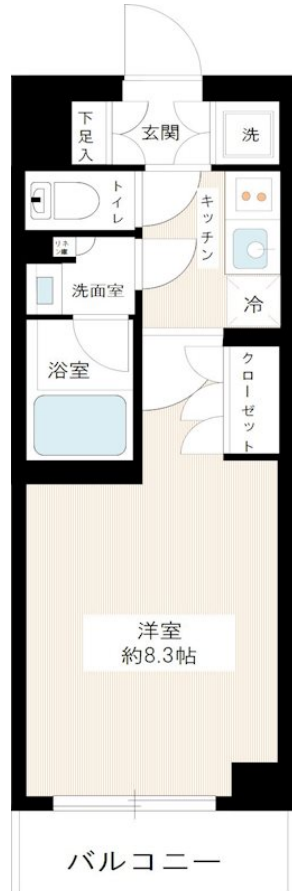 下足入
玄関
洗
トイレ
キッチン
リネン庫
洗面室
冷
浴室
クローゼット
洋室
約8.3帖
バルコニー